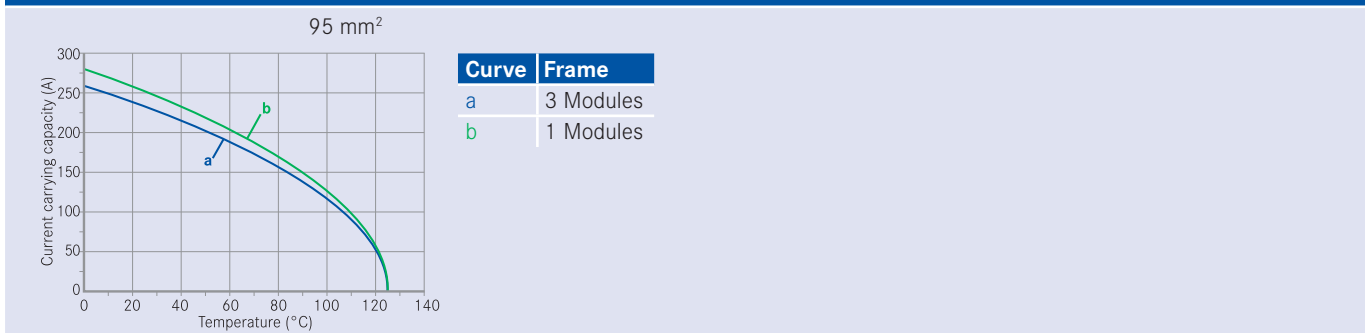 95 mm²
Current carrying capacity (A)
300
250
200
150
100
50
0
b
a
0 20 40 60 80 100 120 140
Temperature (°C)
Curve Frame
a 3 Modules
b 1 Modules